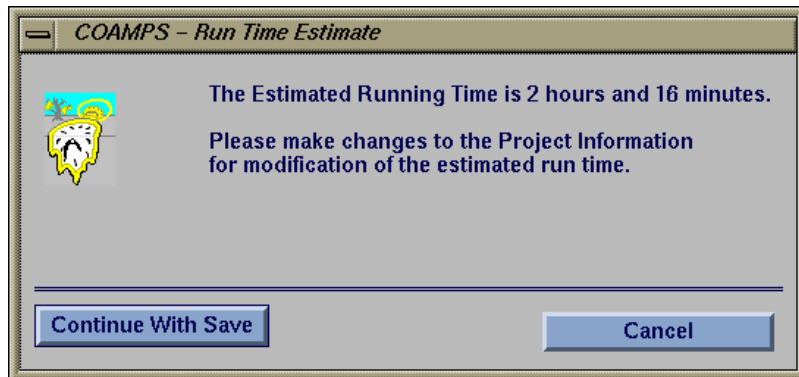 COAMPS – Run Time Estimate
The Estimated Running Time is 2 hours and 16 minutes.
Please make changes to the Project Information
for modification of the estimated run time.
Continue With Save
Cancel